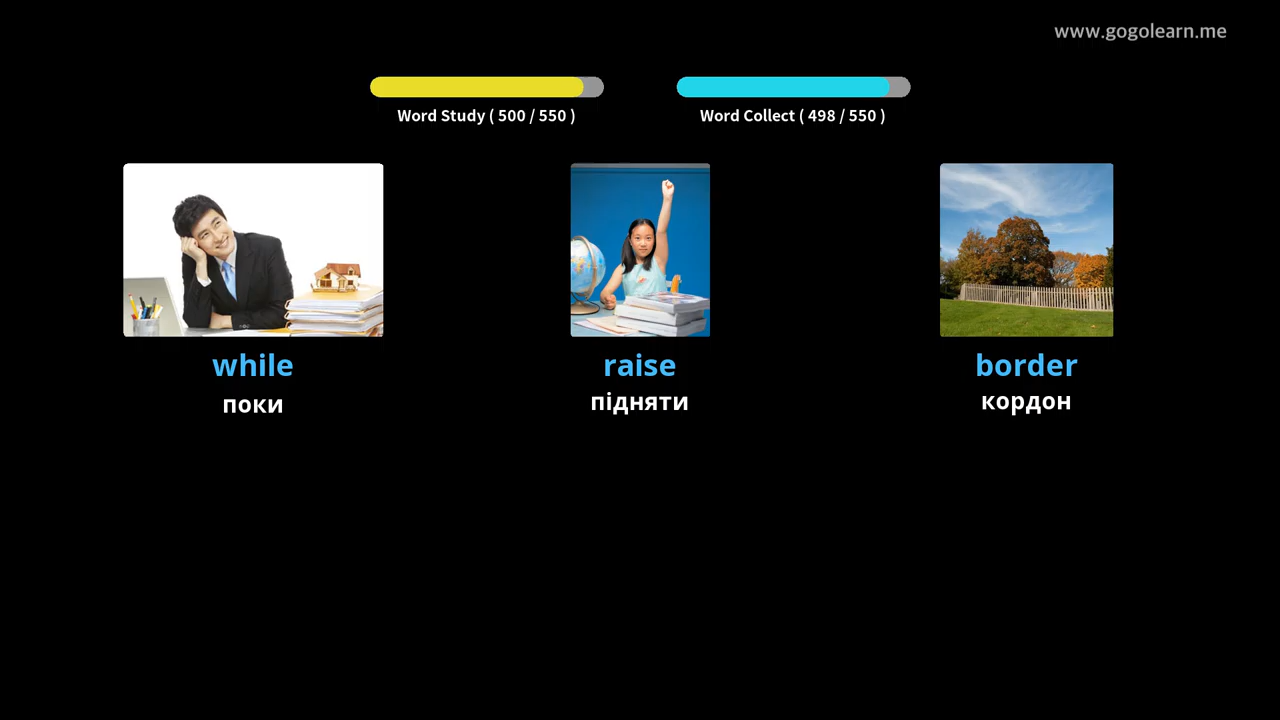 www.gogolearn.me
Word Study ( 500 / 550 )
Word Collect ( 498 / 550 )
while
raise
border
поки
підняти
кордон